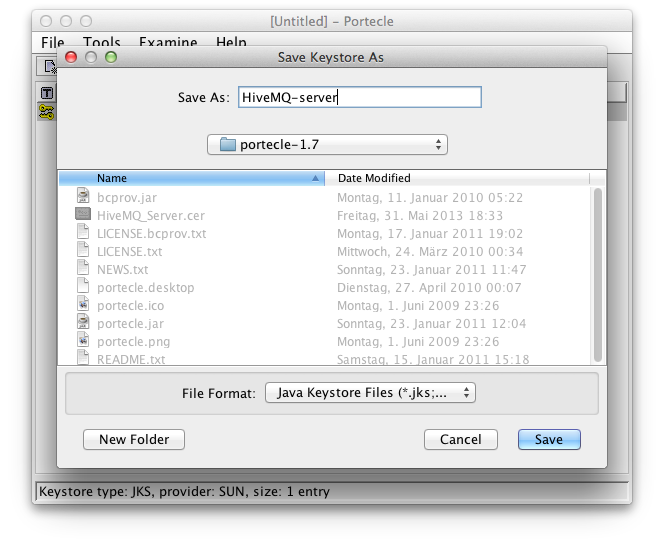 [Untitled] - Portecle
File Tools Examine Help
Save Keystore As
Save As: HiveMQ-server
portecle-1.7
T
Name Date Modified
bcprov.jar Montag, 11. Januar 2010 05:22
HiveMQ_Server.cer Freitag, 31. Mai 2013 18:33
LICENSE.bcprov.txt Montag, 17. Januar 2011 19:02
LICENSE.txt Mittwoch, 24. März 2010 00:34
NEWS.txt Sonntag, 23. Januar 2011 11:47
portecle.desktop Dienstag, 27. April 2010 00:07
portecle.ico Montag, 1. Juni 2009 23:26
portecle.jar Sonntag, 23. Januar 2011 12:04
portecle.png Montag, 1. Juni 2009 23:26
README.txt Samstag, 15. Januar 2011 15:18
File Format: Java Keystore Files (*.jks;...
New Folder Cancel Save
Keystore type: JKS, provider: SUN, size: 1 entry